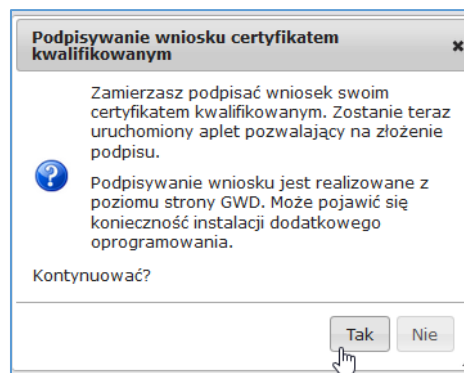 Podpisywanie wniosku certyfikatem
kwalifikowanym
Zamierzasz podpisać wniosek swoim
certyfikatem kwalifikowanym. Zostanie teraz
uruchomiony aplet pozwalający na złożenie
podpisu.
Podpisywanie wniosku jest realizowane z
poziomu strony GWD. Może pojawić się
konieczność instalacji dodatkowego
oprogramowania.
Kontynuować?
Tak Nie